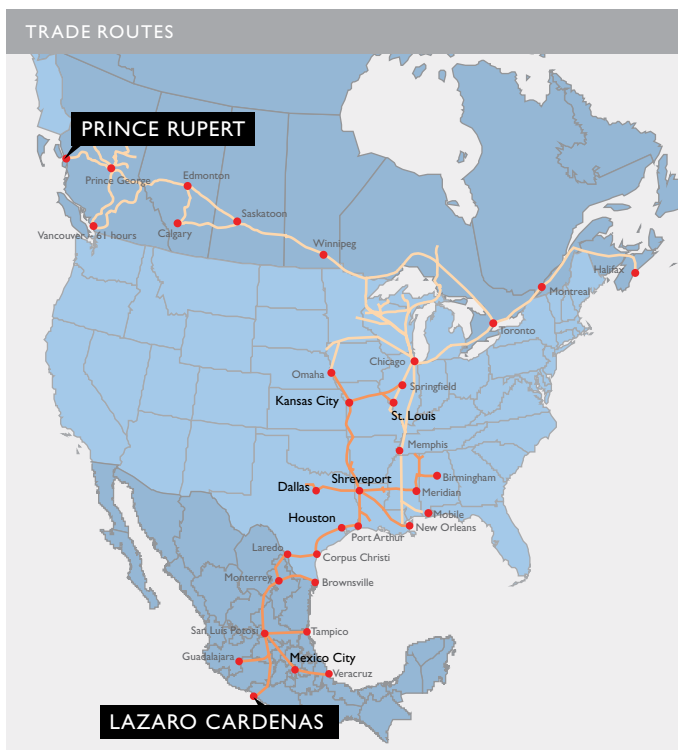 TRADE ROUTES
PRINCE RUPERT
Prince George
Edmonton
Saskatoon
Vancouver - 61 hours
Calgary
Winnipeg
Halifax
Montreal
Toronto
Chicago
Omaha
Springfield
Kansas City
St. Louis
Memphis
Shreveport
Birmingham
Dallas
Meridian
Houston
Mobile
New Orleans
Port Arthur
Laredo
Corpus Christi
Monterrey
Brownsville
San Luis Potosi
Tampico
Guadalajara
Mexico City
Veracruz
LAZARO CARDENAS